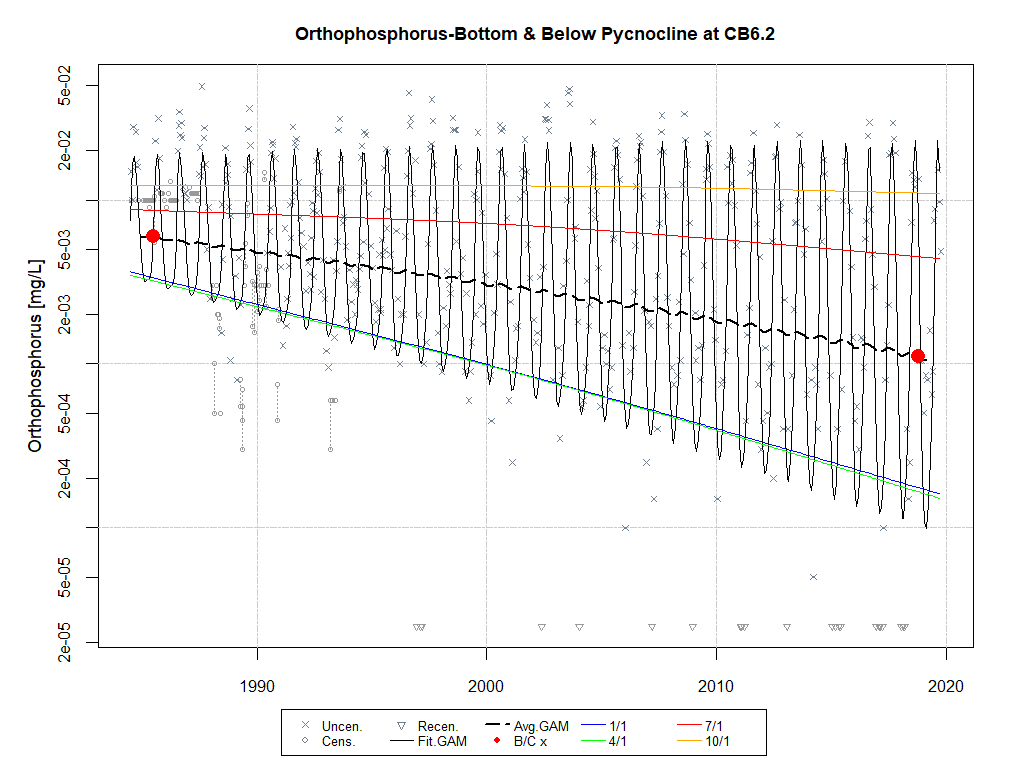 Orthophosphorus-Bottom & Below Pycnocline at CB6.2
Orthophosphorus [mg/L]
5e-02
2e-02
5e-03
2e-03
5e-04
2e-04
5e-05
2e-05
1990 2000 2010 2020
Uncen. Recen. Avg.GAM 1/1 7/1
Cens. Fit.GAM B/C x 4/1 10/1